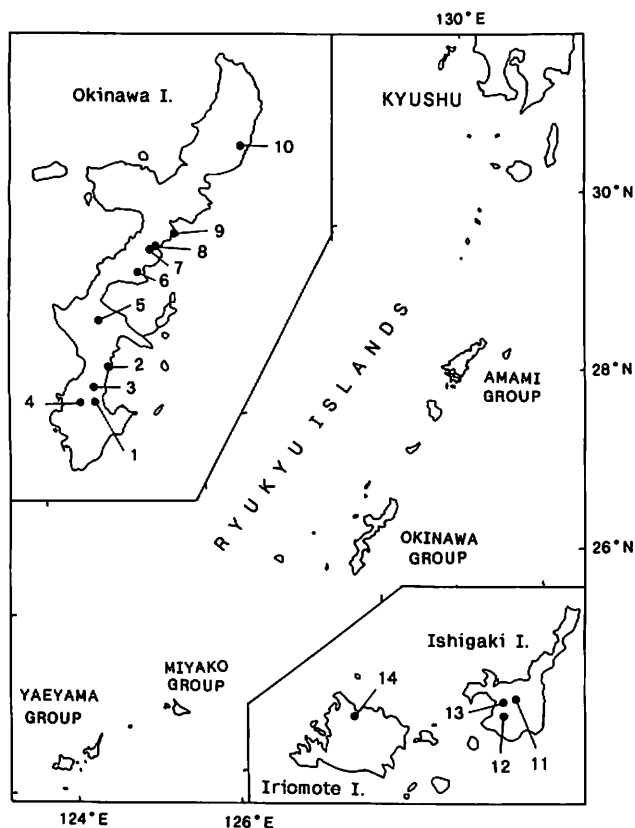 130°E
Okinawa I.
KYUSHU
10
30°N
9
8
7
6
5
RYUKYU ISLANDS
2
28°N
3
AMAMI
GROUP
4
1
OKINAWA
GROUP
26°N
Ishigaki I.
MIYAKO
GROUP
14
YAEYAMA
GROUP
13
12
11
Iriomote I.
124°E
126°E